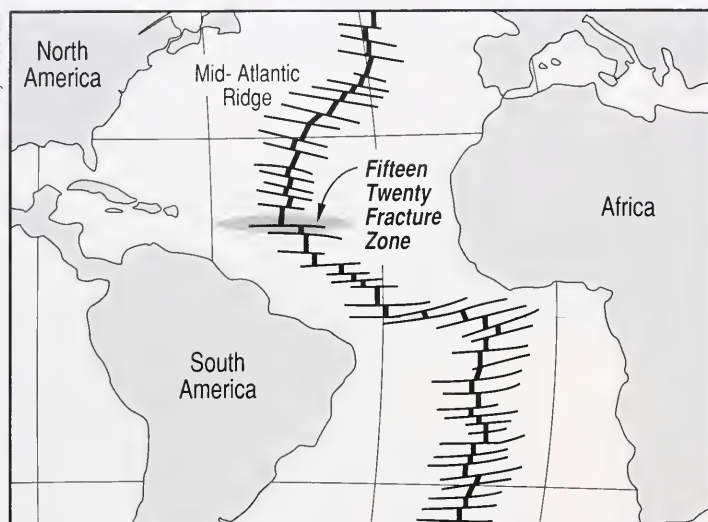 North
America
Mid- Atlantic
Ridge
Fifteen
Twenty
Fracture
Zone
Africa
South
America